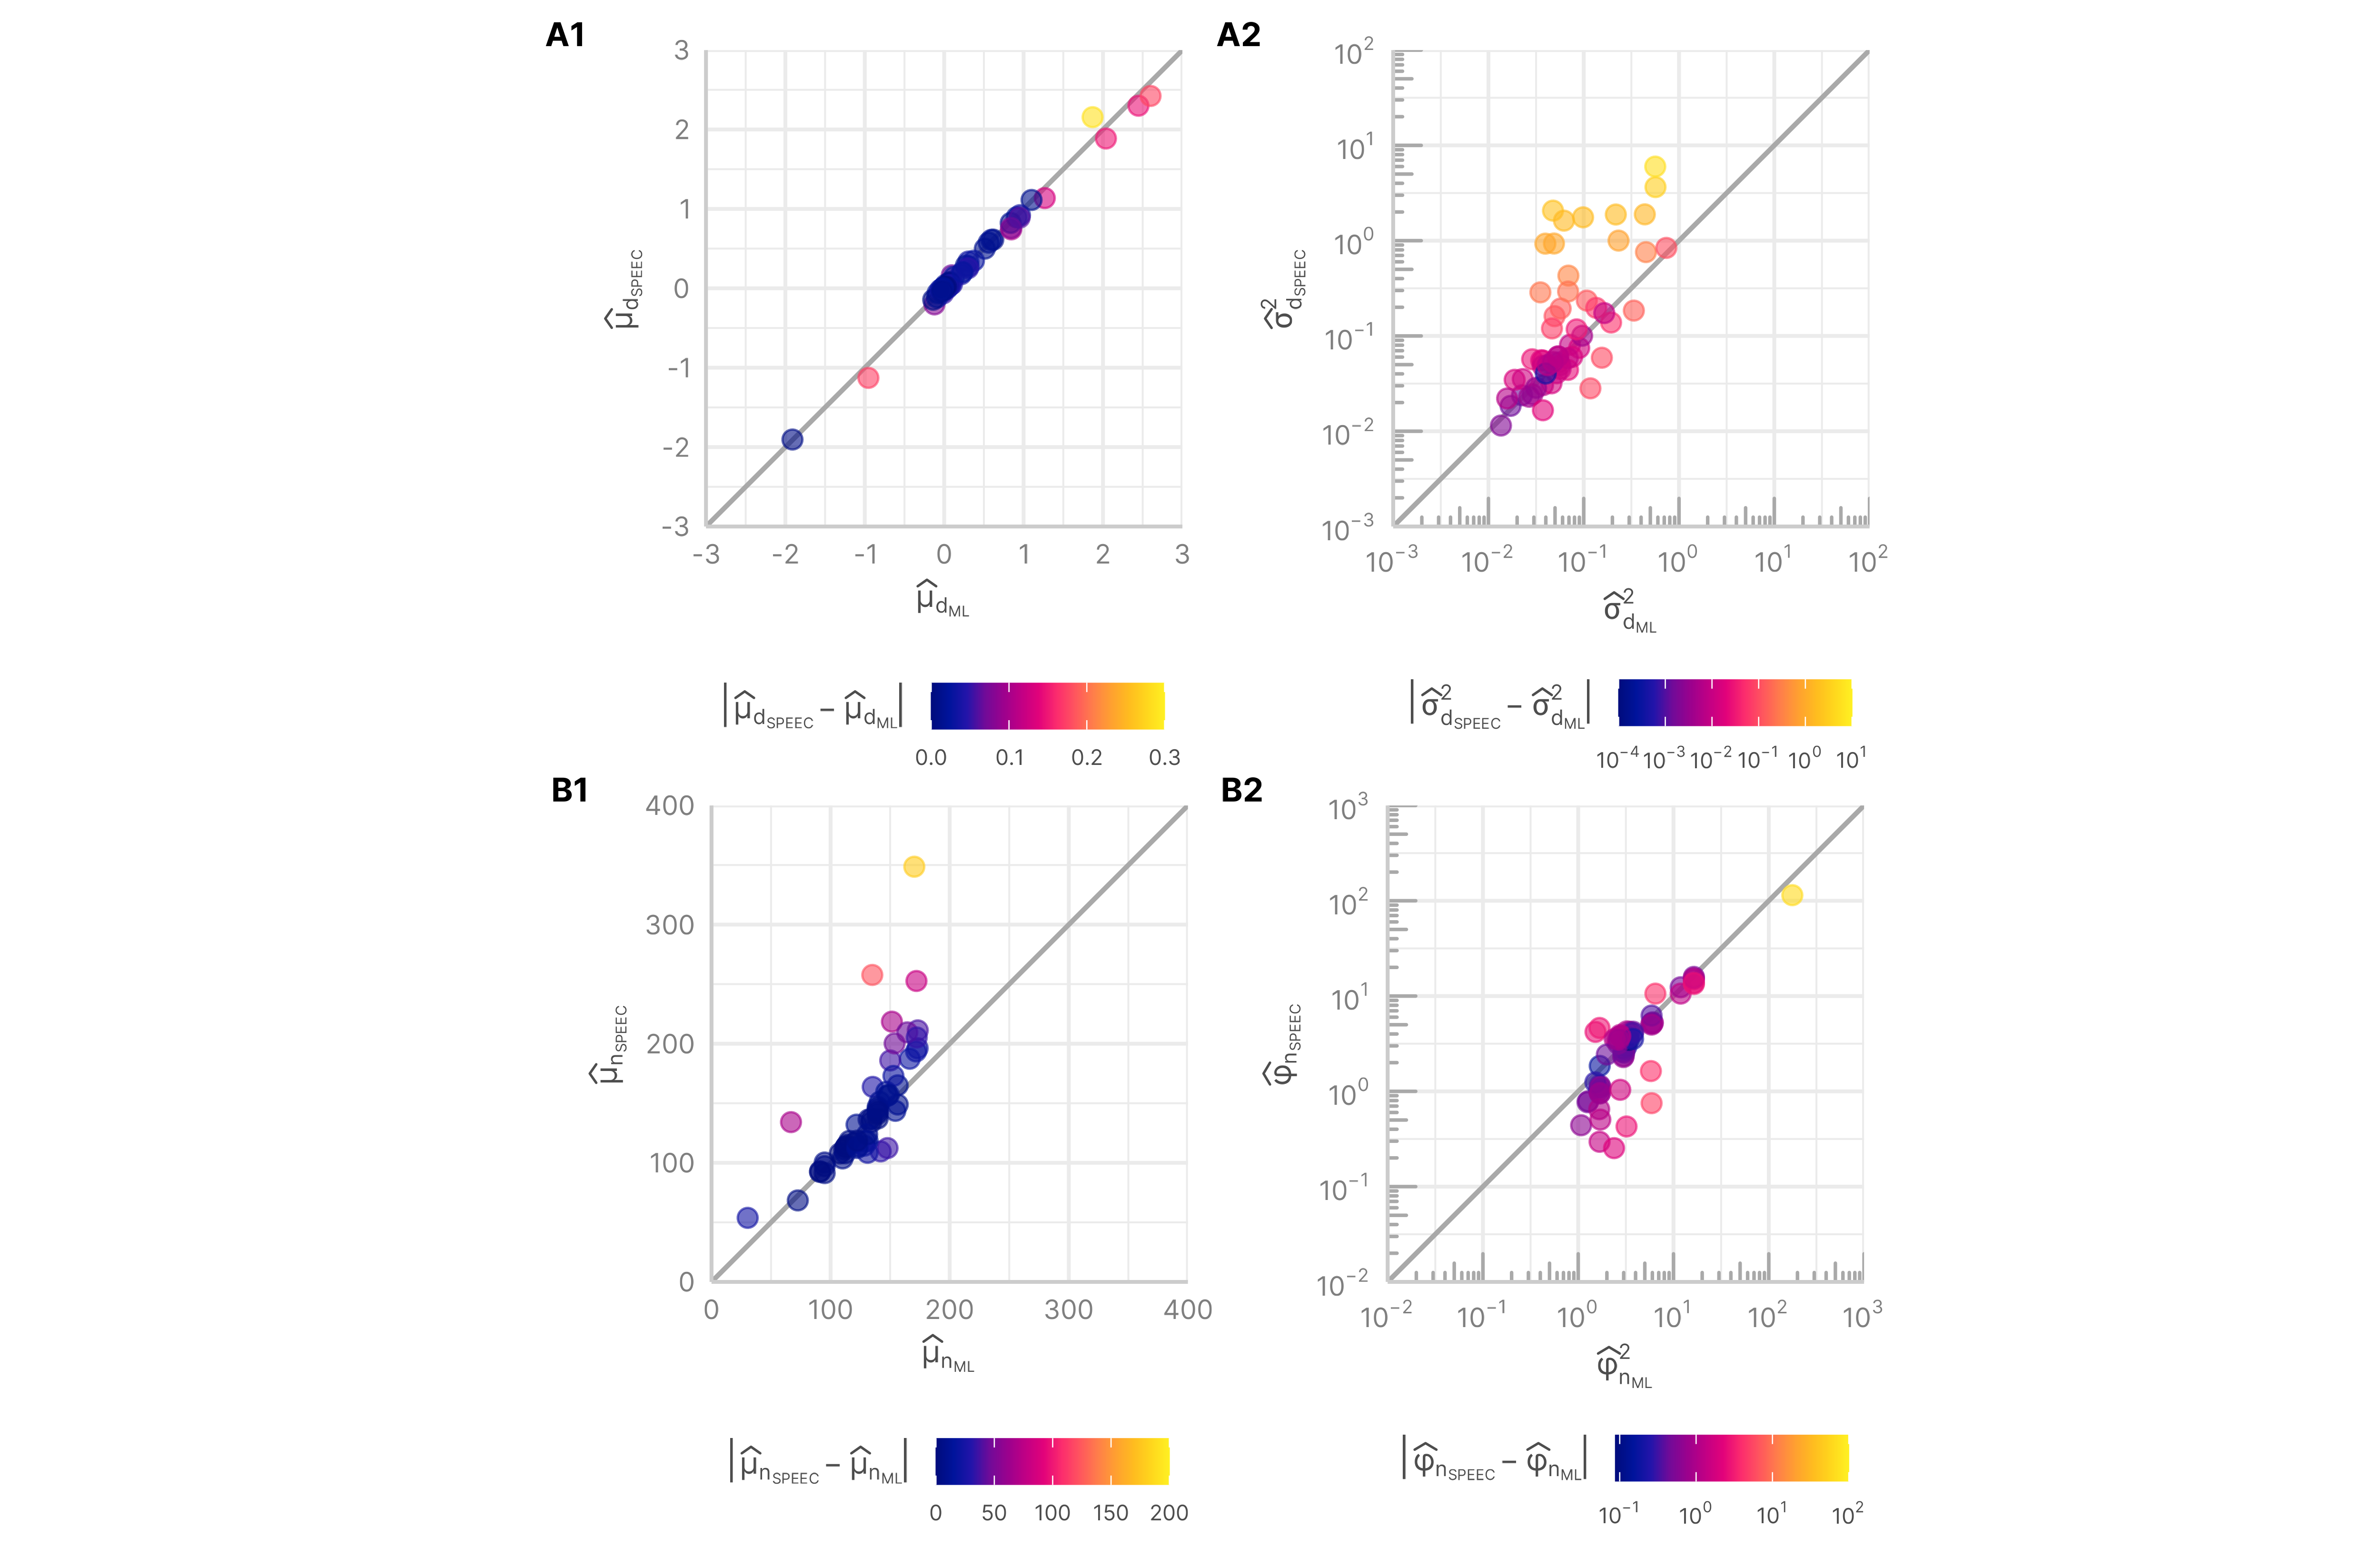 A1
3
2
1
0
-1
-2
-3
-3 -2 -1 0 1 2 3
μ̂dSPEEC
μ̂dML
|μ̂dSPEEC – μ̂dML|
0.0 0.1 0.2 0.3
A2
10²
10¹
10⁰
10⁻¹
10⁻²
10⁻³
10⁻³ 10⁻² 10⁻¹ 10⁰ 10¹ 10²
σ̂²dSPEEC
σ̂²dML
|σ̂²dSPEEC – σ̂²dML|
10⁻⁴ 10⁻³ 10⁻² 10⁻¹ 10⁰ 10¹
B1
400
300
200
100
0
0 100 200 300 400
μ̂nSPEEC
μ̂nML
|μ̂nSPEEC – μ̂nML|
0 50 100 150 200
B2
10³
10²
10¹
10⁰
10⁻¹
10⁻²
10⁻² 10⁻¹ 10⁰ 10¹ 10² 10³
φ̂nSPEEC
φ̂²nML
|φ̂nSPEEC – φ̂nML|
10⁻¹ 10⁰ 10¹ 10²